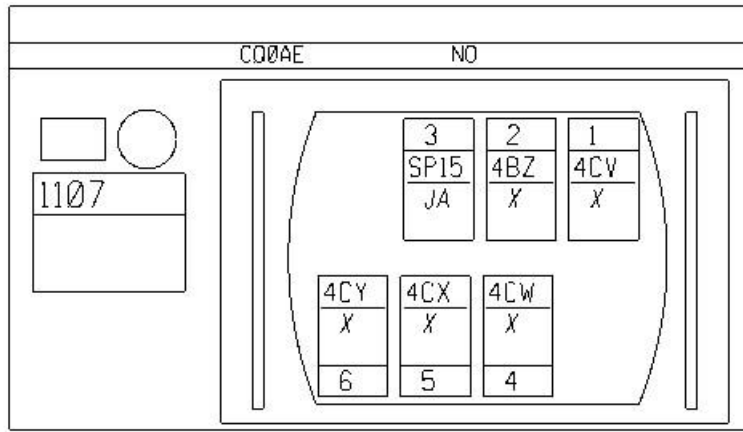 CQ0AE NO
1107
3 2 1
SP15 4BZ 4CV
JA X X
4CY 4CX 4CW
X X X
6 5 4